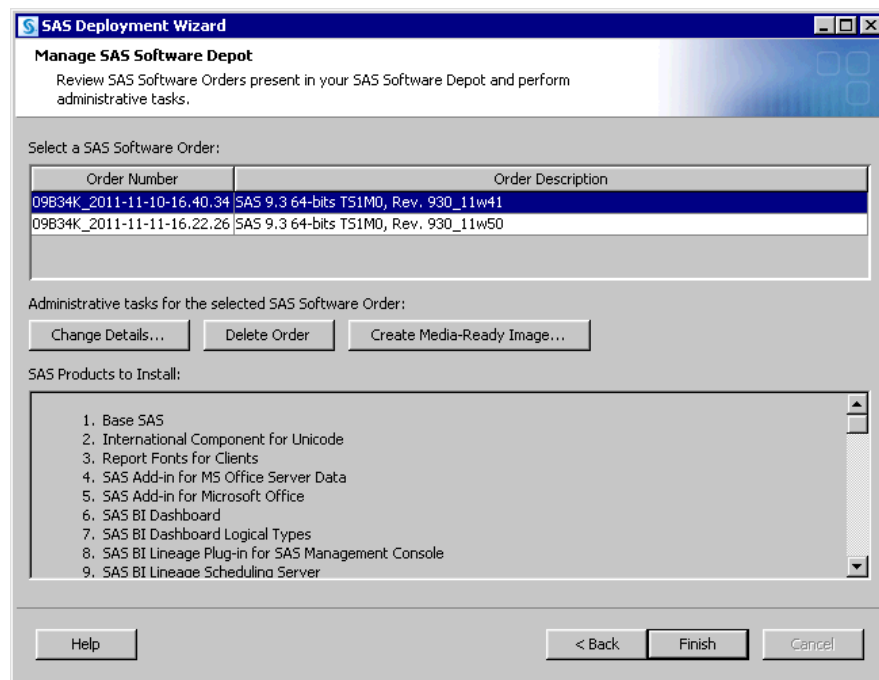 SAS Deployment Wizard
Manage SAS Software Depot
Review SAS Software Orders present in your SAS Software Depot and perform
administrative tasks.
Select a SAS Software Order:
Order Number Order Description
09B34K_2011-11-10-16.40.34 SAS 9.3 64-bits TS1M0, Rev. 930_11w41
09B34K_2011-11-11-16.22.26 SAS 9.3 64-bits TS1M0, Rev. 930_11w50
Administrative tasks for the selected SAS Software Order:
Change Details... Delete Order Create Media-Ready Image...
SAS Products to Install:
1. Base SAS
2. International Component for Unicode
3. Report Fonts for Clients
4. SAS Add-in for MS Office Server Data
5. SAS Add-in for Microsoft Office
6. SAS BI Dashboard
7. SAS BI Dashboard Logical Types
8. SAS BI Lineage Plug-in for SAS Management Console
9. SAS BI Lineage Scheduling Server
Help < Back Finish Cancel